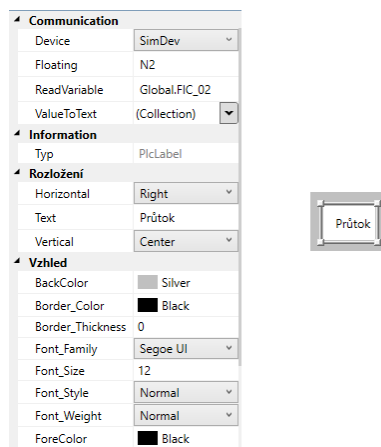 Communication
Device SimDev
Floating N2
ReadVariable Global.FIC_02
ValueToText (Collection)
Information
Typ PlcLabel
Rozložení
Horizontal Right
Text Průtok
Vertical Center
Vzhled
BackColor Silver
Border_Color Black
Border_Thickness 0
Font_Family Segoe UI
Font_Size 12
Font_Style Normal
Font_Weight Normal
ForeColor Black
Průtok